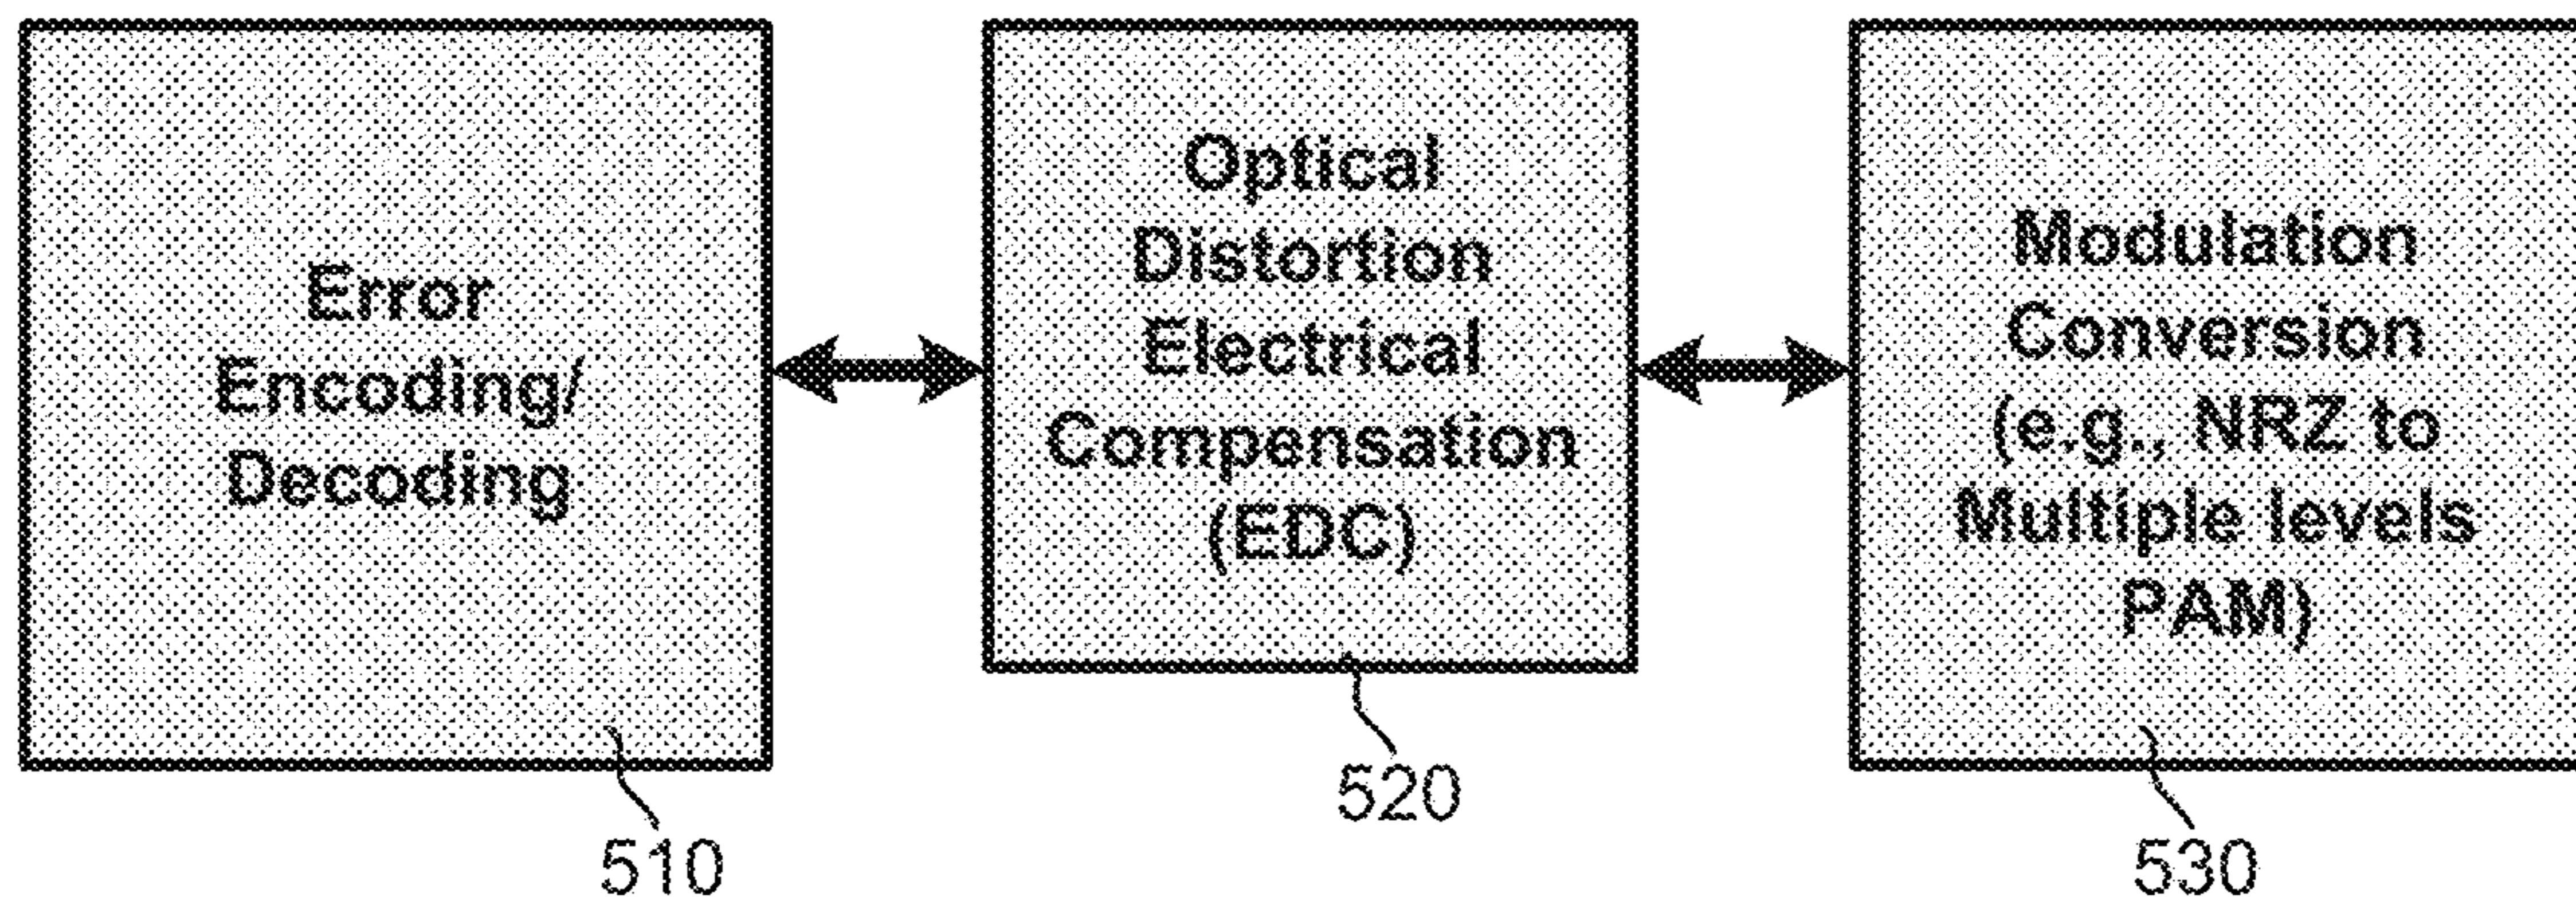 Error
Encoding/
Decoding
510
Optical
Distortion
Electrical
Compensation
(EDC)
520
Modulation
Conversion
(e.g., NRZ to
Multiple levels
PAM)
530